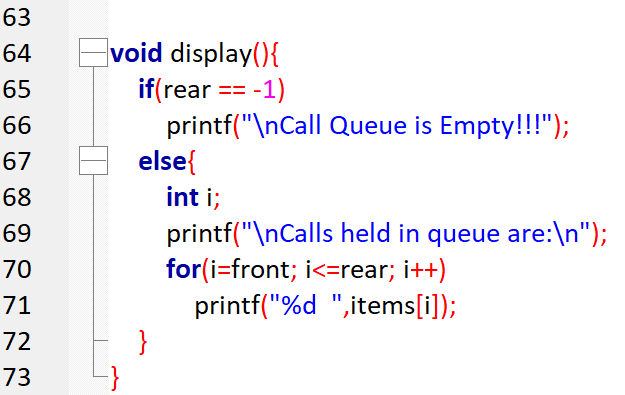 63
64 void display(){
65 if(rear == -1)
66 printf("\nCall Queue is Empty!!!");
67 else{
68 int i;
69 printf("\nCalls held in queue are:\n");
70 for(i=front; i<=rear; i++)
71 printf("%d  ",items[i]);
72 }
73 }